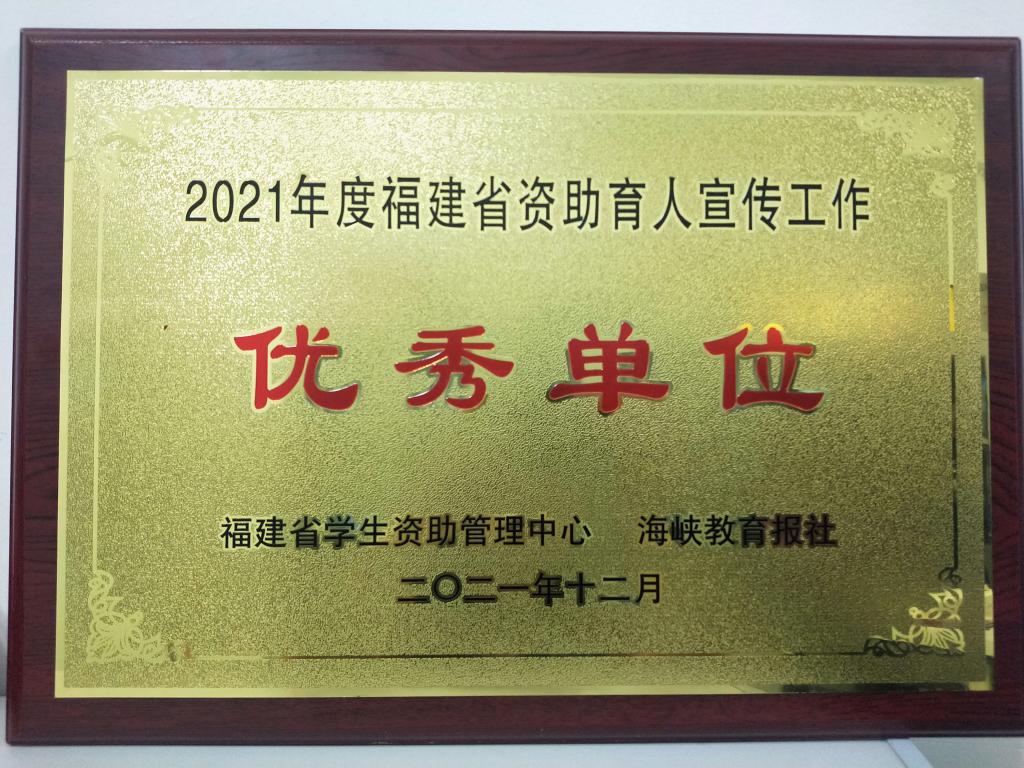 2021年度福建省资助育人宣传工作
优秀单位
福建省学生资助管理中心 海峡教育报社
二〇二一年十二月